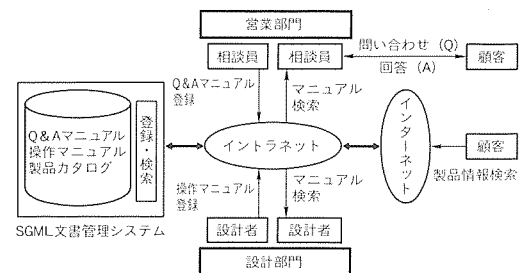 営業部門
相談員
相談員
問い合わせ（Q）
回答（A）
顧客
Q&Aマニュアル
登録
マニュアル
検索
Q&Aマニュアル
操作マニュアル
製品カタログ
登録・検索
イントラネット
インターネット
顧客
製品情報検索
操作マニュアル
登録
マニュアル
検索
SGML文書管理システム
設計者
設計者
設計部門